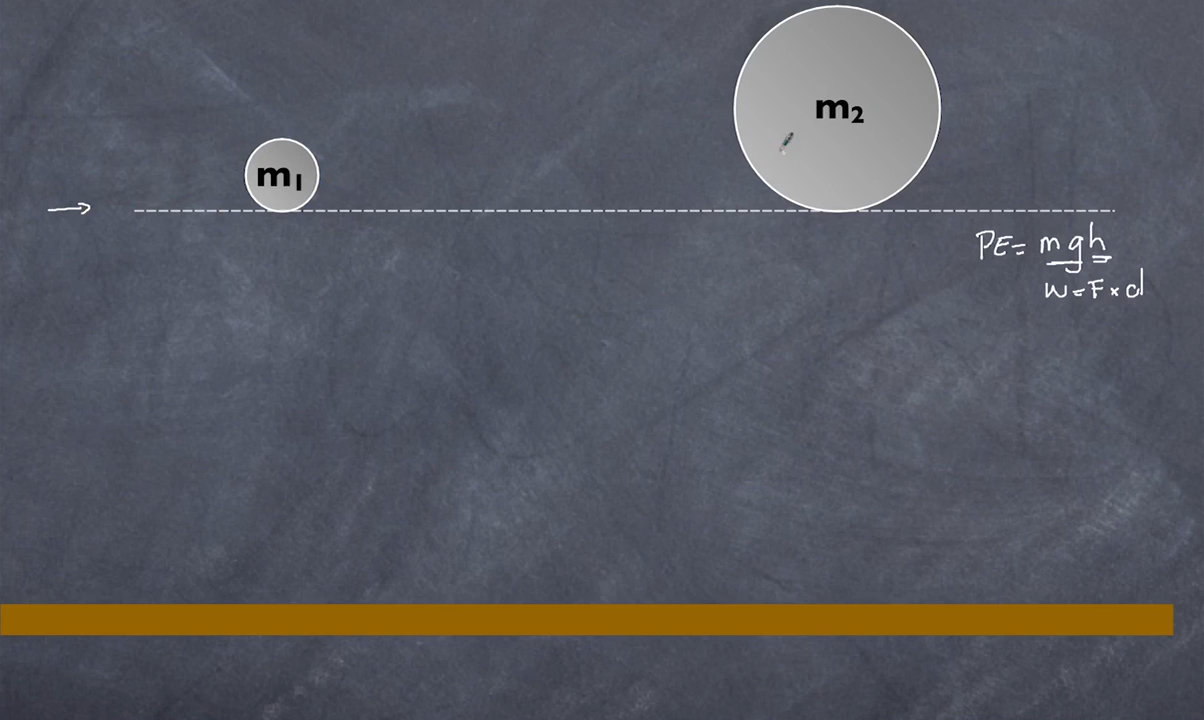 m₁
m₂
PE= mgh
W=F×d